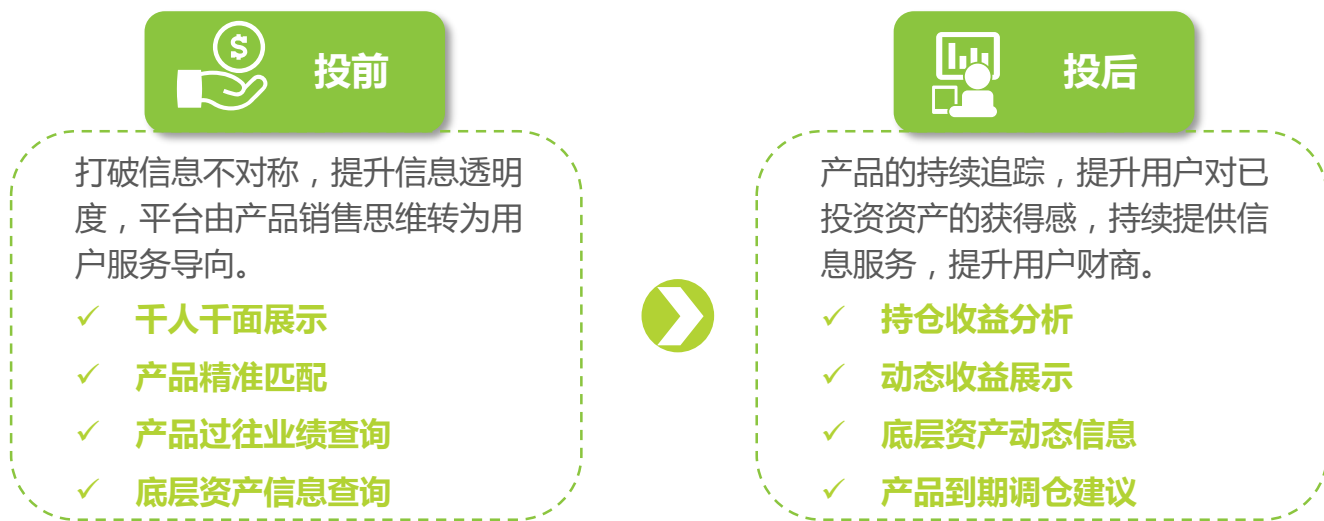 投前
打破信息不对称，提升信息透明
度，平台由产品销售思维转为用
户服务导向。
✓ 千人千面展示
✓ 产品精准匹配
✓ 产品过往业绩查询
✓ 底层资产信息查询
投后
产品的持续追踪，提升用户对已
投资资产的获得感，持续提供信
息服务，提升用户财商。
✓ 持仓收益分析
✓ 动态收益展示
✓ 底层资产动态信息
✓ 产品到期调仓建议